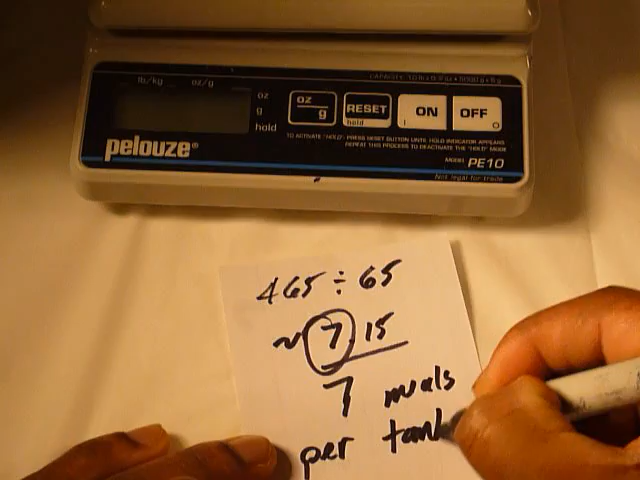 lb/kg oz/g
oz
g
hold
oz
g
RESET
hold
ON
I
OFF
O
TO ACTIVATE "HOLD": PRESS RESET BUTTON UNTIL HOLD INDICATOR APPEARS
REPEAT THIS PROCESS TO DEACTIVATE THE "HOLD" MODE
pelouze®
MODEL PE10
Not legal for trade
465 ÷ 65
~ 7.15
7 meals
per tank